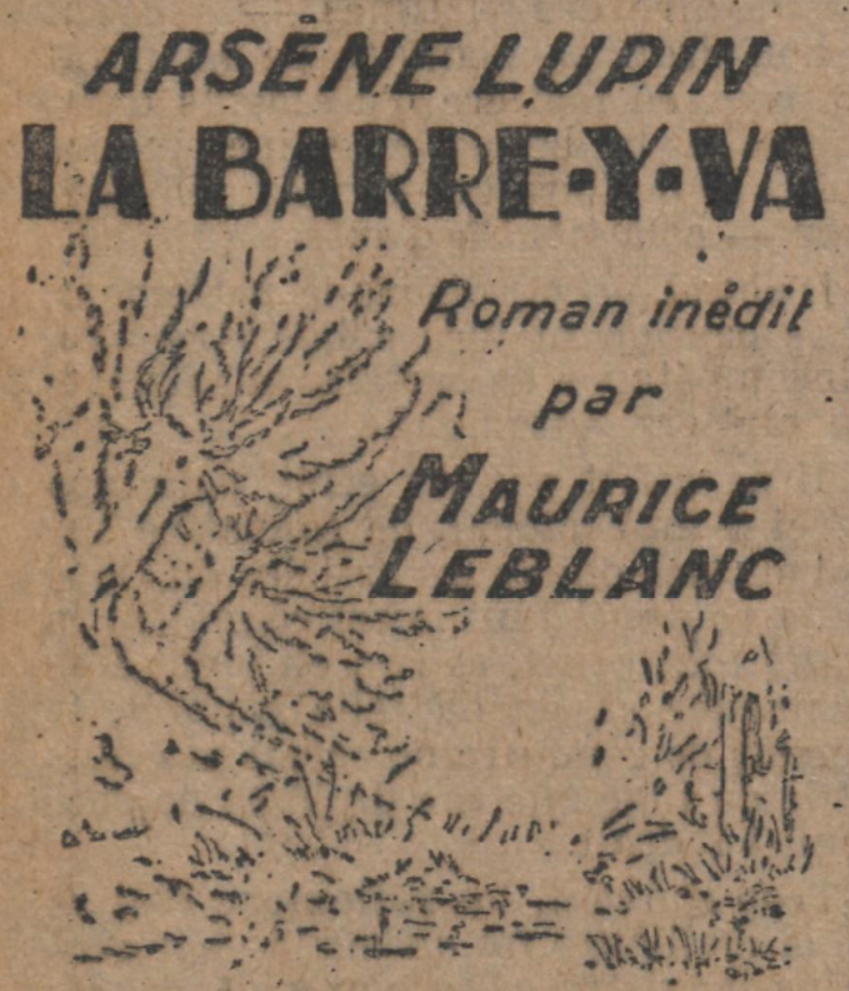 ARSÈNE LUPIN
LA BARRE-Y-VA
Roman inédit
par
MAURICE
LEBLANC